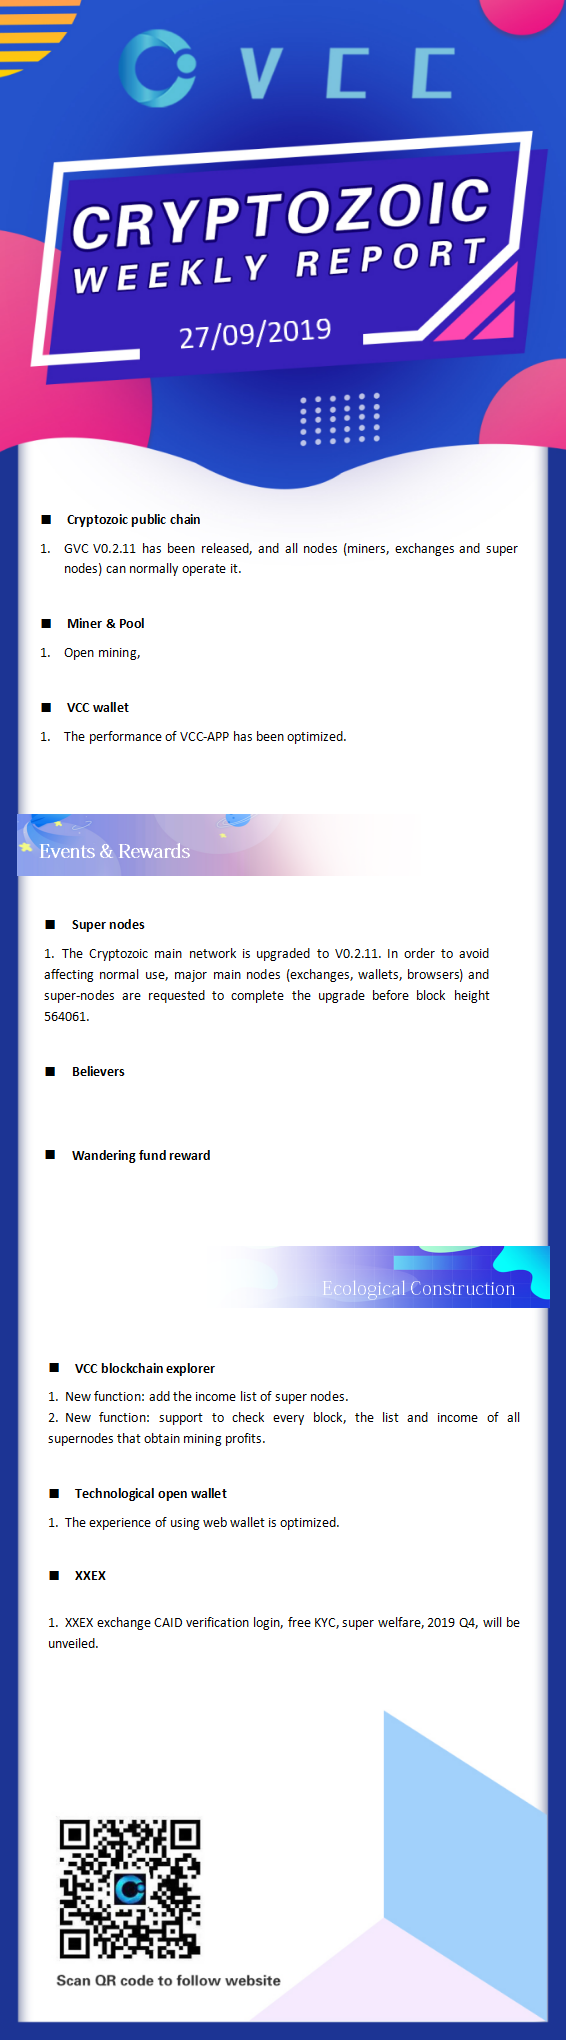 VCC
CRYPTOZOIC
WEEKLY REPORT
27/09/2019
■ Cryptozoic public chain
1. GVC V0.2.11 has been released, and all nodes (miners, exchanges and super
nodes) can normally operate it.
■ Miner & Pool
1. Open mining,
■ VCC wallet
1. The performance of VCC-APP has been optimized.
Events & Rewards
■ Super nodes
1. The Cryptozoic main network is upgraded to V0.2.11. In order to avoid
affecting normal use, major main nodes (exchanges, wallets, browsers) and
super-nodes are requested to complete the upgrade before block height
564061.
■ Believers
■ Wandering fund reward
Ecological Construction
■ VCC blockchain explorer
1. New function: add the income list of super nodes.
2. New function: support to check every block, the list and income of all
supernodes that obtain mining profits.
■ Technological open wallet
1. The experience of using web wallet is optimized.
■ XXEX
1. XXEX exchange CAID verification login, free KYC, super welfare, 2019 Q4, will be
unveiled.
Scan QR code to follow website